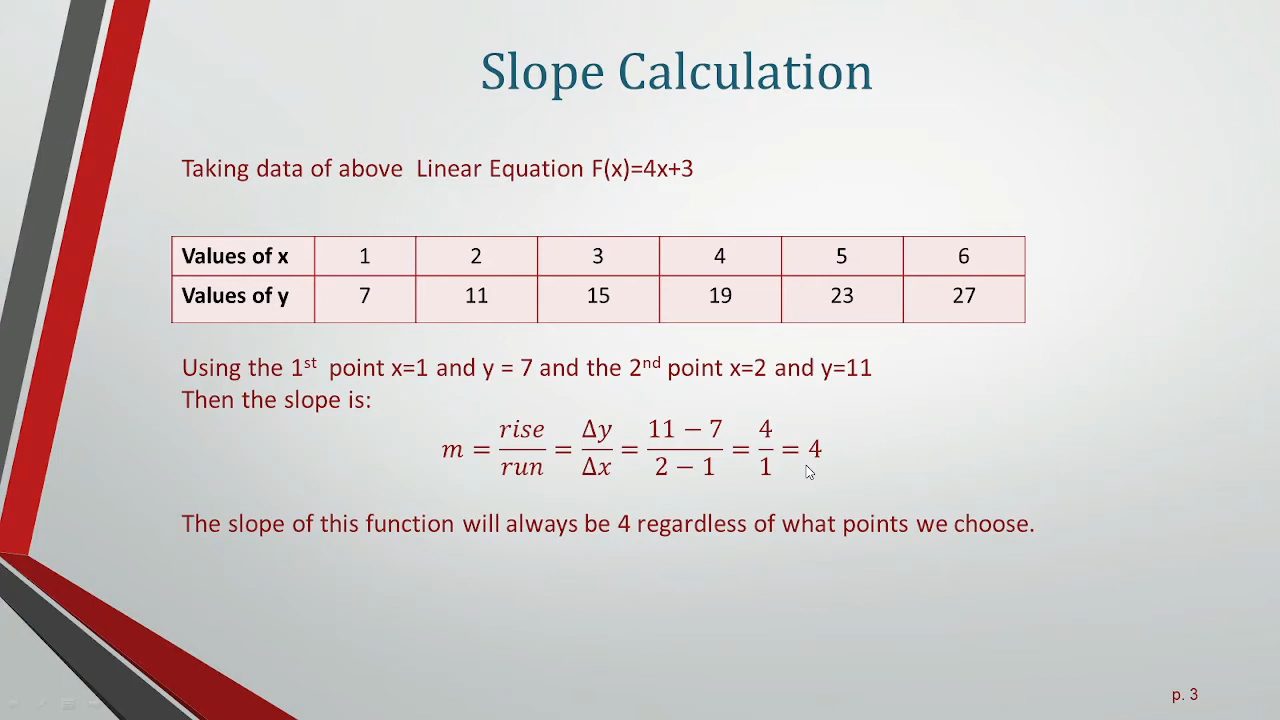 Slope Calculation
Taking data of above Linear Equation F(x)=4x+3
Values of x 1 2 3 4 5 6
Values of y 7 11 15 19 23 27
Using the 1st point x=1 and y = 7 and the 2nd point x=2 and y=11
Then the slope is:
m = rise/run = Δy/Δx = 11 − 7/2 − 1 = 4/1 = 4
The slope of this function will always be 4 regardless of what points we choose.
p. 3